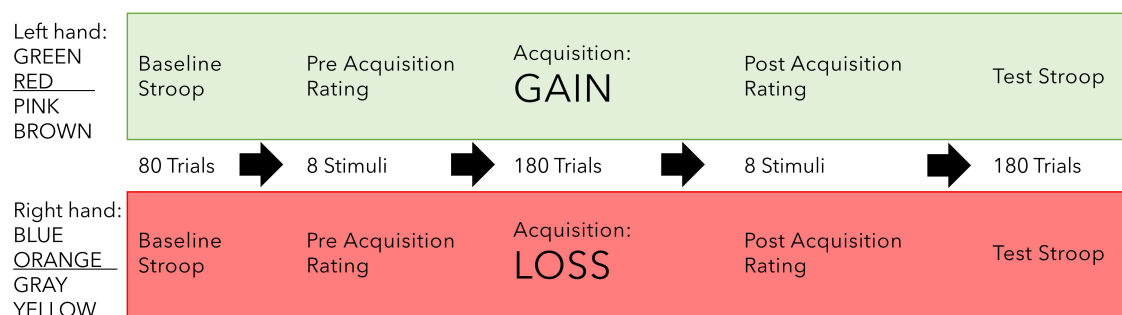 Left hand:
GREEN
RED
PINK
BROWN
Baseline
Stroop
Pre Acquisition
Rating
Acquisition:
GAIN
Post Acquisition
Rating
Test Stroop
80 Trials
8 Stimuli
180 Trials
8 Stimuli
180 Trials
Right hand:
BLUE
ORANGE
GRAY
YELLOW
Baseline
Stroop
Pre Acquisition
Rating
Acquisition:
LOSS
Post Acquisition
Rating
Test Stroop